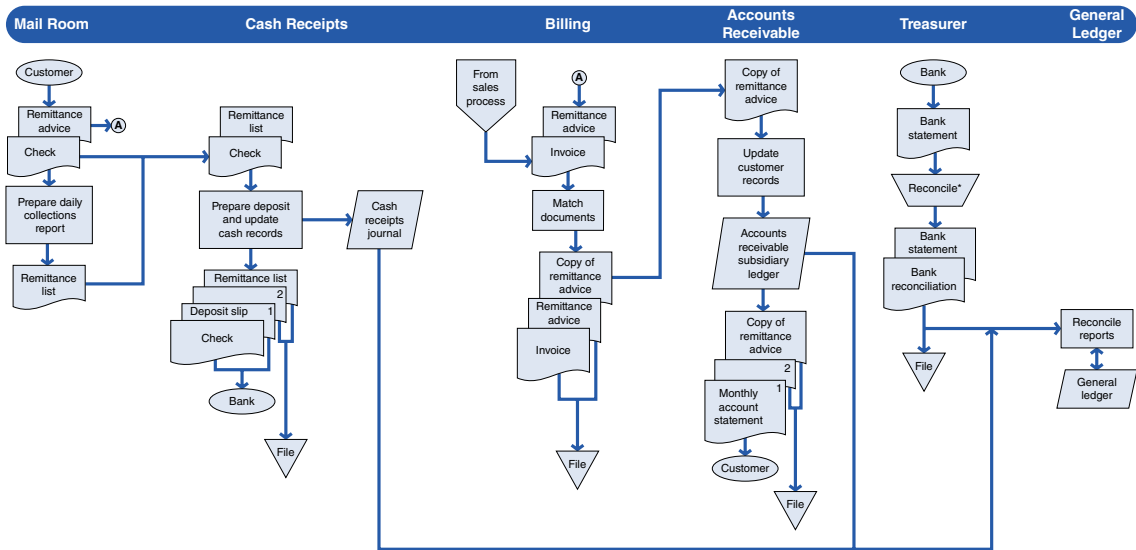 Mail Room
Cash Receipts
Billing
Accounts
Receivable
Treasurer
General
Ledger
Customer
Remittance
advice
A
Check
Prepare daily
collections
report
Remittance
list
Remittance
list
Check
Prepare deposit
and update
cash records
Cash
receipts
journal
Remittance list
2
Deposit slip 1
Check
Bank
File
From
sales
process
A
Remittance
advice
Invoice
Match
documents
Copy of
remittance
advice
Remittance
advice
Invoice
File
Copy of
remittance
advice
Update
customer
records
Accounts
receivable
subsidiary
ledger
Copy of
remittance
advice
2
1
Monthly
account
statement
Customer
File
Bank
Bank
statement
Reconcile*
Bank
statement
Bank
reconciliation
File
Reconcile
reports
General
ledger